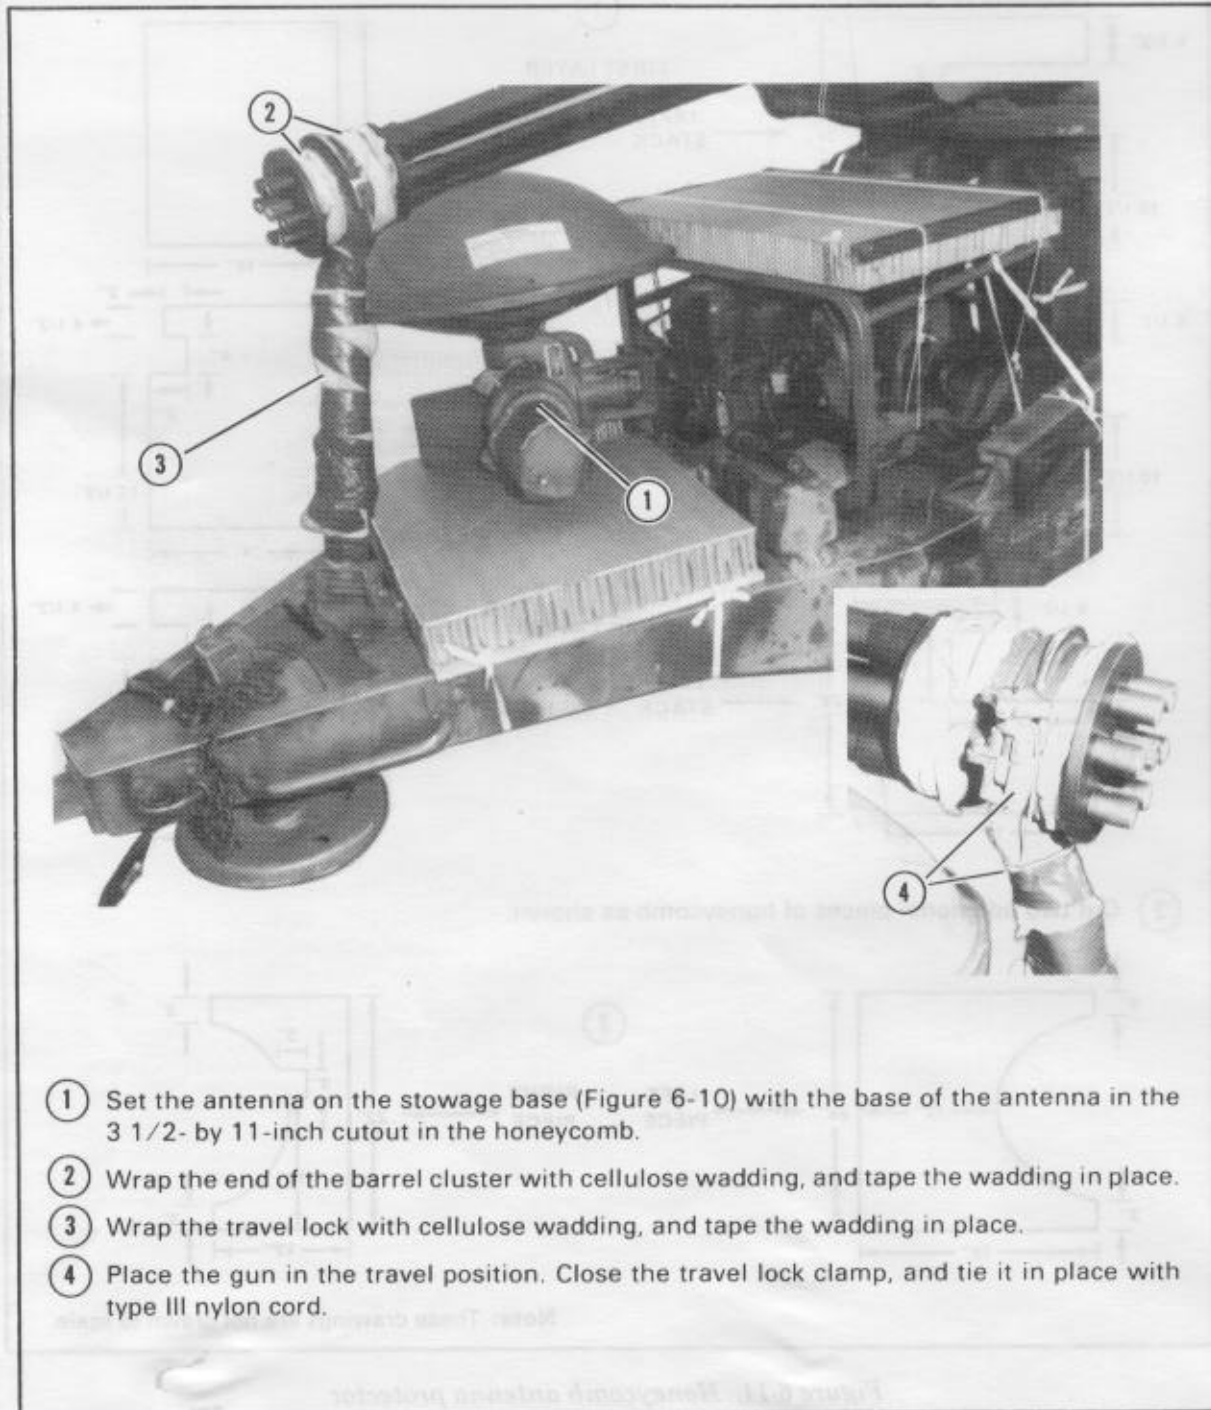 2
3
1
4
1 Set the antenna on the stowage base (Figure 6-10) with the base of the antenna in the
3 1/2- by 11-inch cutout in the honeycomb.
2 Wrap the end of the barrel cluster with cellulose wadding, and tape the wadding in place.
3 Wrap the travel lock with cellulose wadding, and tape the wadding in place.
4 Place the gun in the travel position. Close the travel lock clamp, and tie it in place with
type III nylon cord.